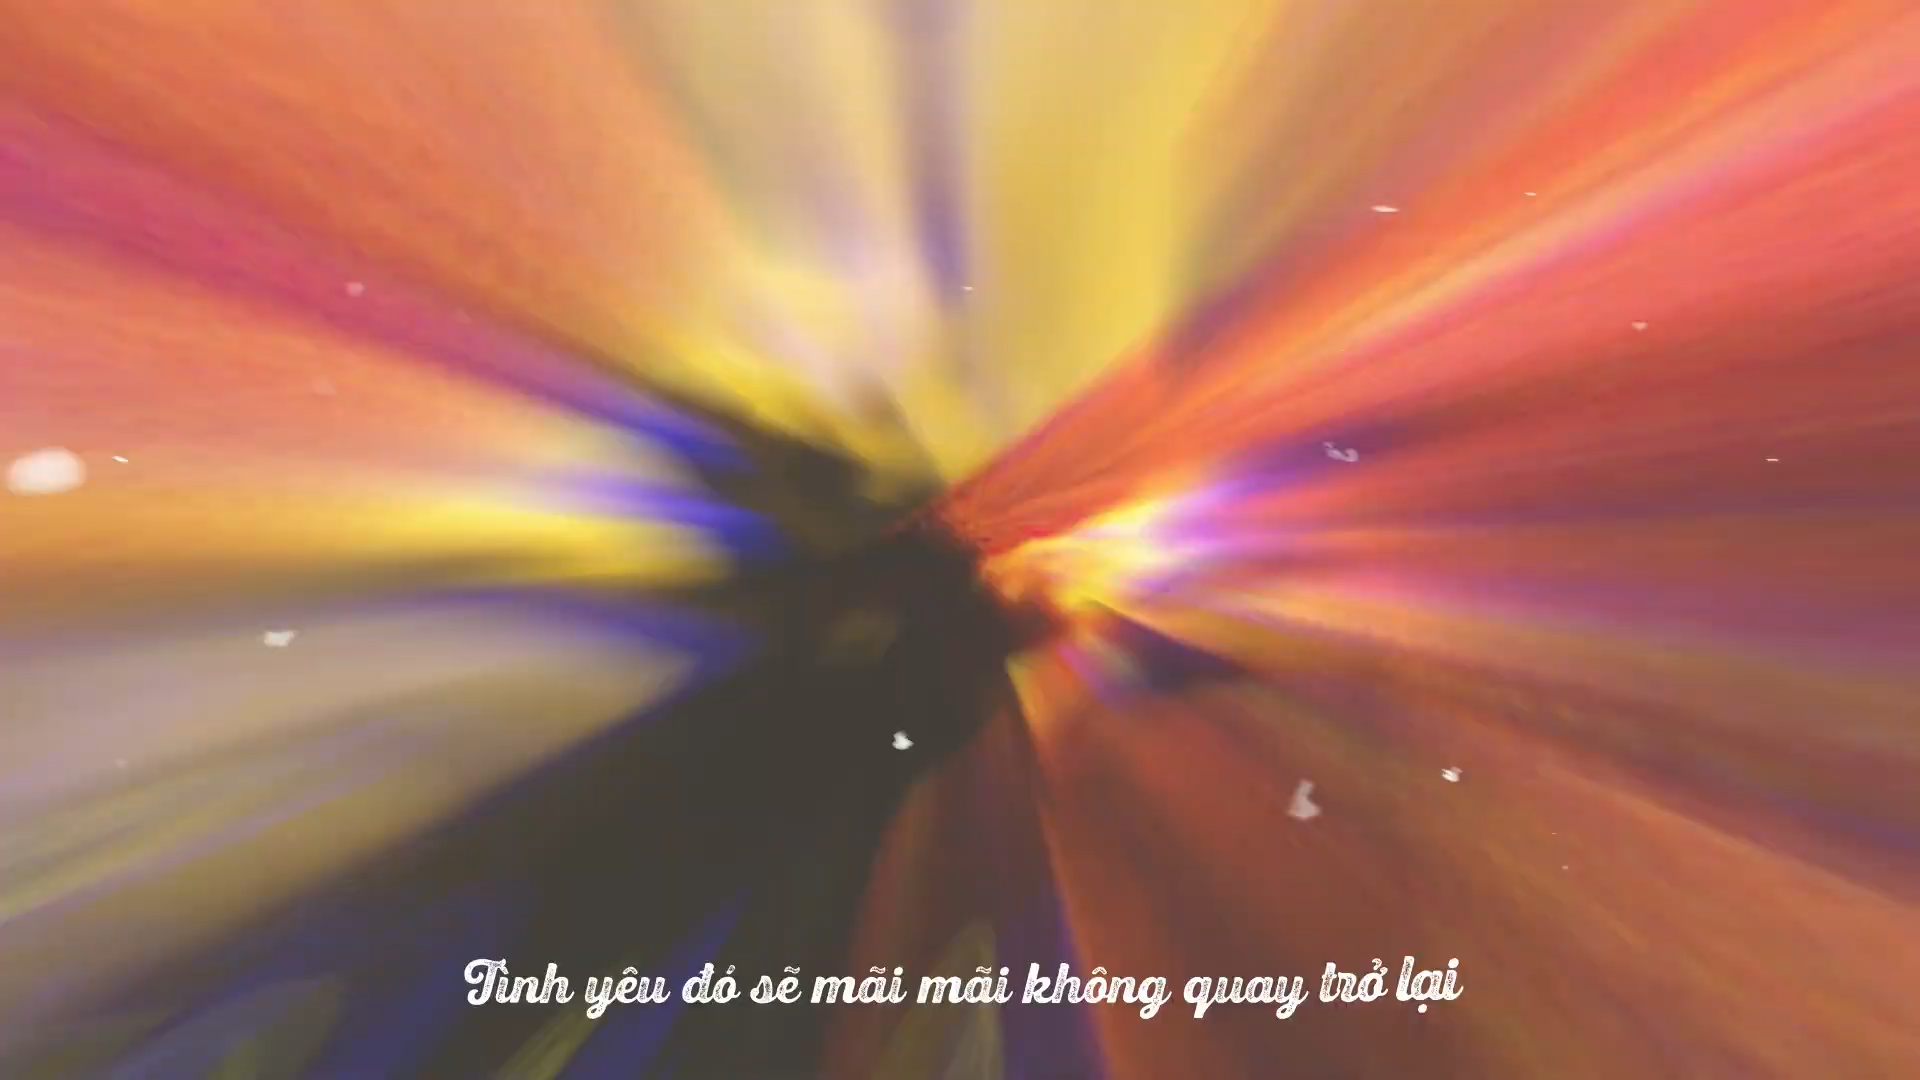 Tình yêu đó sẽ mãi mãi không quay trở lại